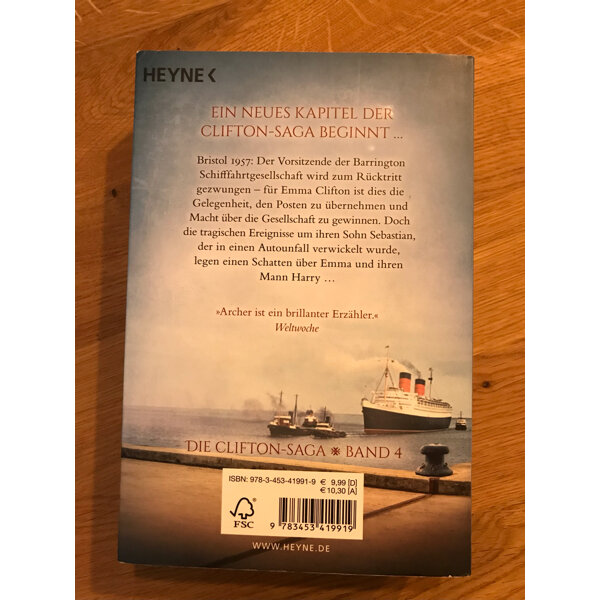 HEYNE<
EIN NEUES KAPITEL DER
CLIFTON-SAGA BEGINNT ...
Bristol 1957: Der Vorsitzende der Barrington
Schifffahrtgesellschaft wird zum Rücktritt
gezwungen – für Emma Clifton ist dies die
Gelegenheit, den Posten zu übernehmen und
Macht über die Gesellschaft zu gewinnen. Doch
die tragischen Ereignisse um ihren Sohn Sebastian,
der in einen Autounfall verwickelt wurde,
legen einen Schatten über Emma und ihren
Mann Harry ...
»Archer ist ein brillanter Erzähler.«
Weltwoche
DIE CLIFTON-SAGA * BAND 4
ISBN: 978-3-453-41991-9 € 9,99 [D]
€ 10,30 [A]
FSC
9 783453 419919
WWW.HEYNE.DE